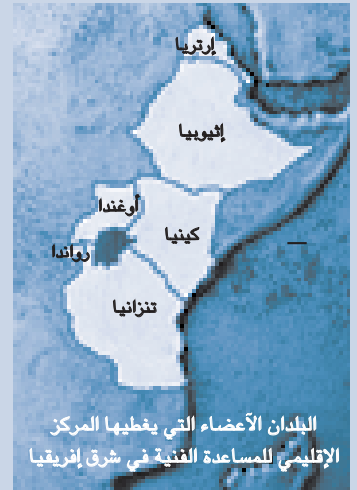 إرتريا
إثيوبيا
أوغندا
كينيا
رواندا
تنزانيا
البلدان الأعضاء التي يغطيها المركز
الإقليمي للمساعدة الفنية في شرق إفريقيا